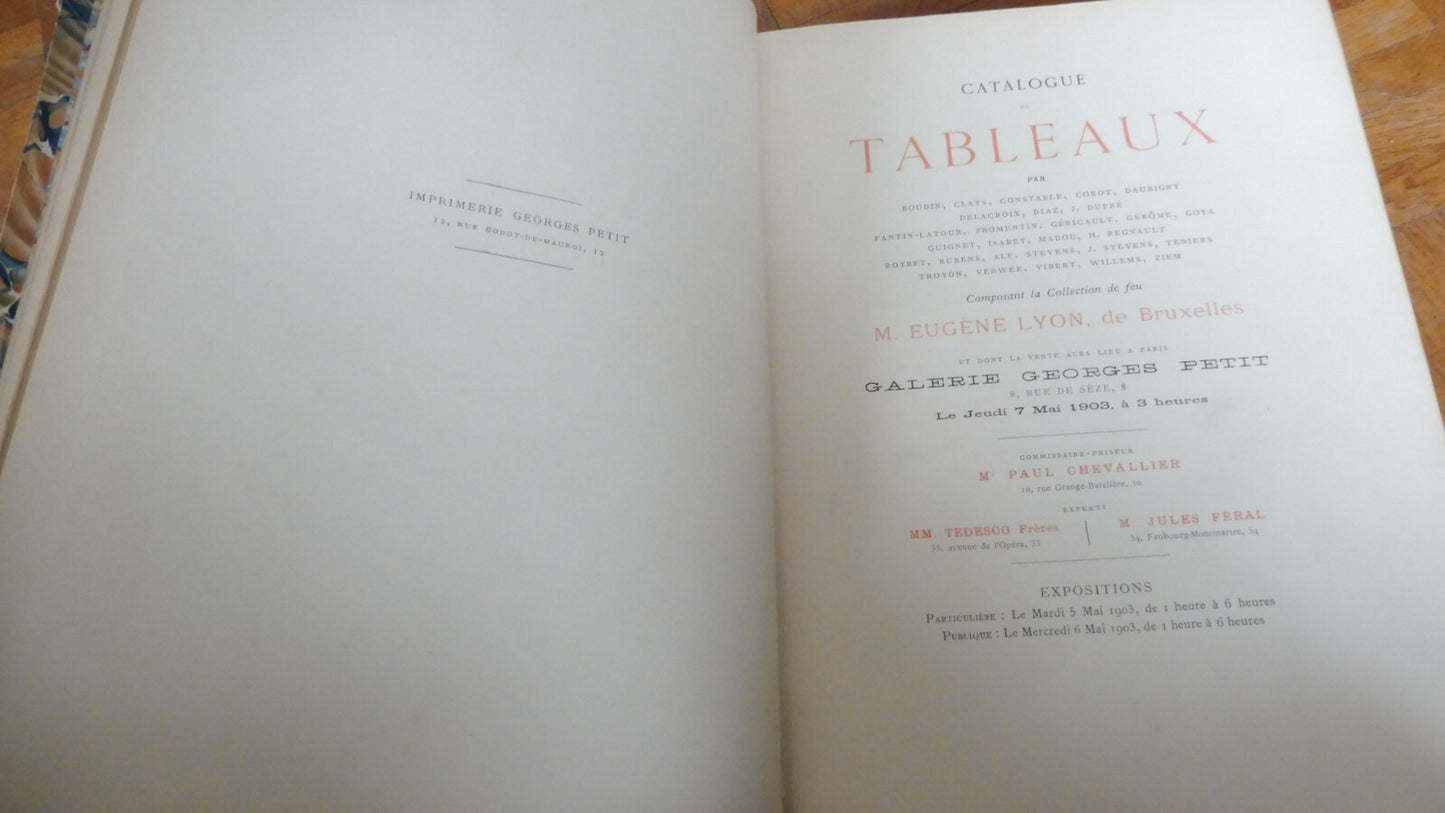 IMPRIMERIE GEORGES PETIT
12, RUE GODOT-DE-MAUROI, 12
CATALOGUE
DE
TABLEAUX
PAR
BOUDIN, CLAYS, CONSTABLE, COROT, DAUBIGNY
DELACROIX, DIAZ, J. DUPRÉ
FANTIN-LATOUR, FROMENTIN, GÉRICAULT, GÉRÔME, GOYA
GUIGNET, ISABEY, MADOU, H. REGNAULT
ROYBET, RUBENS, ALF. STEVENS, J. STEVENS, TENIERS
TROYON, VERWÉE, VIBERT, WILLEMS, ZIEM
Composant la Collection de feu
M. EUGÈNE LYON, de Bruxelles
ET DONT LA VENTE AURA LIEU A PARIS
GALERIE GEORGES PETIT
8, RUE DE SÈZE, 8
Le Jeudi 7 Mai 1903, à 3 heures
COMMISSAIRE-PRISEUR
Me PAUL CHEVALLIER
10, rue Grange-Batelière, 10
EXPERTS
MM. TEDESCO Frères
33, avenue de l'Opéra, 33
M. JULES FÉRAL
54, Faubourg-Montmartre, 54
EXPOSITIONS
PARTICULIÈRE : Le Mardi 5 Mai 1903, de 1 heure à 6 heures
PUBLIQUE : Le Mercredi 6 Mai 1903, de 1 heure à 6 heures